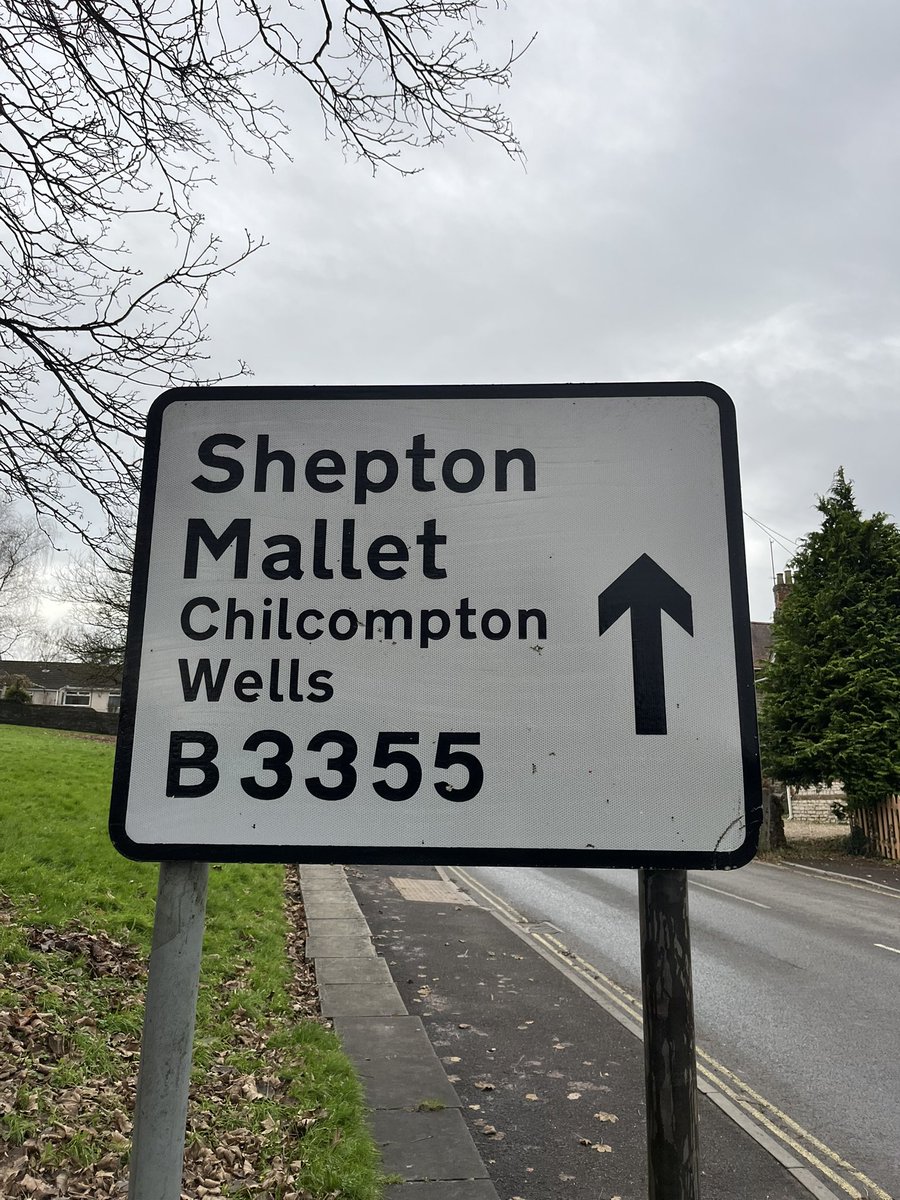 Shepton
Mallet
Chilcompton
Wells
B 3355